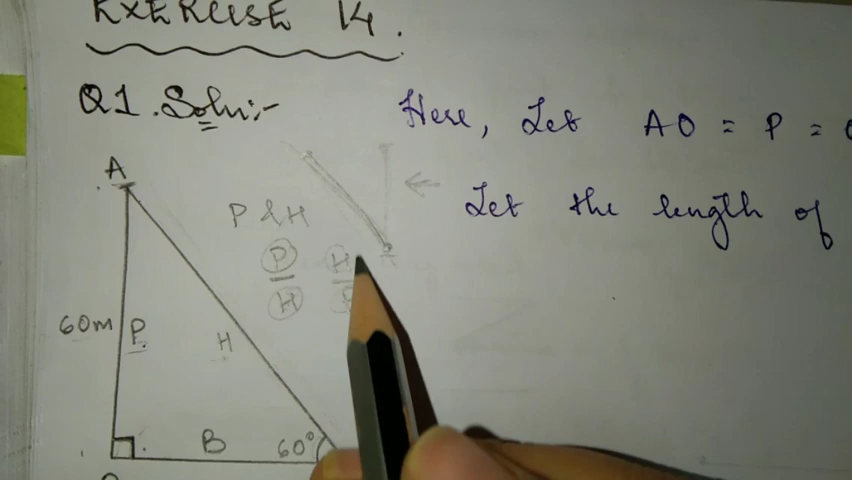 EXERCISE 14.
Q1. Soln:-
Here, Let AO = P =
Let the length of
A
P & H
P H
H
60m P
H
B 60°